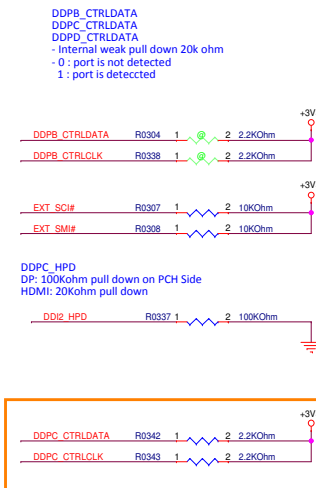 DDPB_CTRLDATA
DDPC_CTRLDATA
DDPD_CTRLDATA
- Internal weak pull down 20k ohm
- 0 : port is not detected
1 : port is deteccted
+3V
DDPB_CTRLDATA R0304 1 @ 2 2.2KOhm
DDPB_CTRLCLK R0338 1 @ 2 2.2KOhm
+3V
EXT_SCI# R0307 1 2 10KOhm
EXT_SMI# R0308 1 2 10KOhm
DDPC_HPD
DP: 100Kohm pull down on PCH Side
HDMI: 20Kohm pull down
DDI2_HPD R0337 1 2 100KOhm
+3V
DDPC_CTRLDATA R0342 1 2 2.2KOhm
DDPC_CTRLCLK R0343 1 2 2.2KOhm